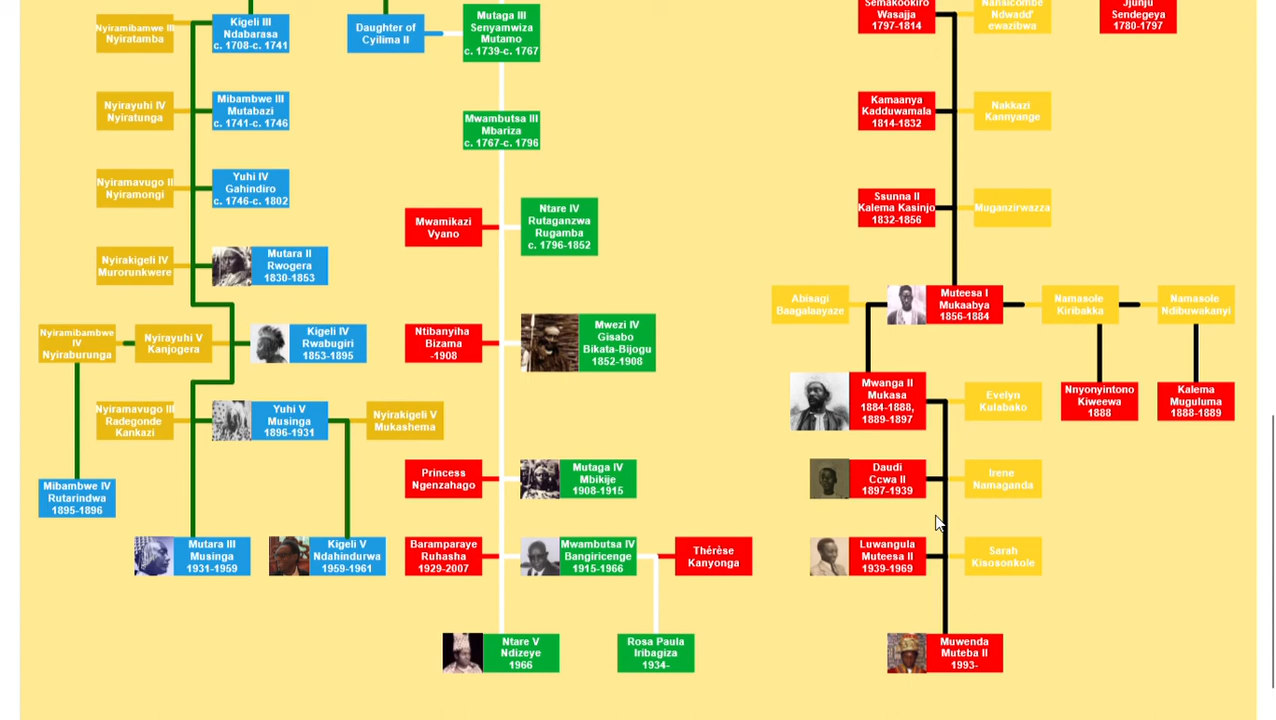 Nyiramibamwe III
Nyiratamba
Kigeli III
Ndabarasa
c. 1708-c. 1741
Daughter of
Cyilima II
Mutaga III
Senyamwiza
Mutamo
c. 1739-c. 1767
Semakookiro
Wasajja
1797-1814
Nansicombe
Ndwadd'
ewazibwa
Jjunju
Sendegeya
1780-1797
Nyirayuhi IV
Nyiratunga
Mibambwe III
Mutabazi
c. 1741-c. 1746
Mwambutsa III
Mbariza
c. 1767-c. 1796
Kamaanya
Kadduwamala
1814-1832
Nakkazi
Kannyange
Nyiramavugo II
Nyiramongi
Yuhi IV
Gahindiro
c. 1746-c. 1802
Mwamikazi
Vyano
Ntare IV
Rutaganzwa
Rugamba
c. 1796-1852
Ssunna II
Kalema Kasinjo
1832-1856
Muganzirwazza
Nyirakigeli IV
Murorunkwere
Mutara II
Rwogera
1830-1853
Abisagi
Baagalnayaze
Muteesa I
Mukaabya
1856-1884
Namasole
Kiribakka
Namasole
Ndibuwakanyi
Nyiramibambwe
IV
Nyiraburunga
Nyirayuhi V
Kanjogera
Kigeli IV
Rwabugiri
1853-1895
Ntibanyiha
Bizama
-1908
Mwezi IV
Gisabo
Bikata-Bijogu
1852-1908
Mwanga II
Mukasa
1884-1888,
1889-1897
Evelyn
Kulabako
Nnyonyintono
Kiweewa
1888
Kalema
Muguluma
1888-1889
Nyiramavugo III
Radegonde
Kankazi
Yuhi V
Musinga
1896-1931
Nyirakigeli V
Mukashema
Princess
Ngenzahago
Mutaga IV
Mbikije
1908-1915
Daudi
Ccwa II
1897-1939
Irene
Namaganda
Mibambwe IV
Rutarindwa
1895-1896
Mutara III
Musinga
1931-1959
Kigeli V
Ndahindurwa
1959-1961
Baramparaye
Ruhasha
1929-2007
Mwambutsa IV
Bangiricenge
1915-1966
Thérèse
Kanyonga
Luwangula
Muteesa II
1939-1969
Sarah
Kisosonkole
Ntare V
Ndizeye
1966
Rosa Paula
Iribagiza
1934-
Muwenda
Muteba II
1993-